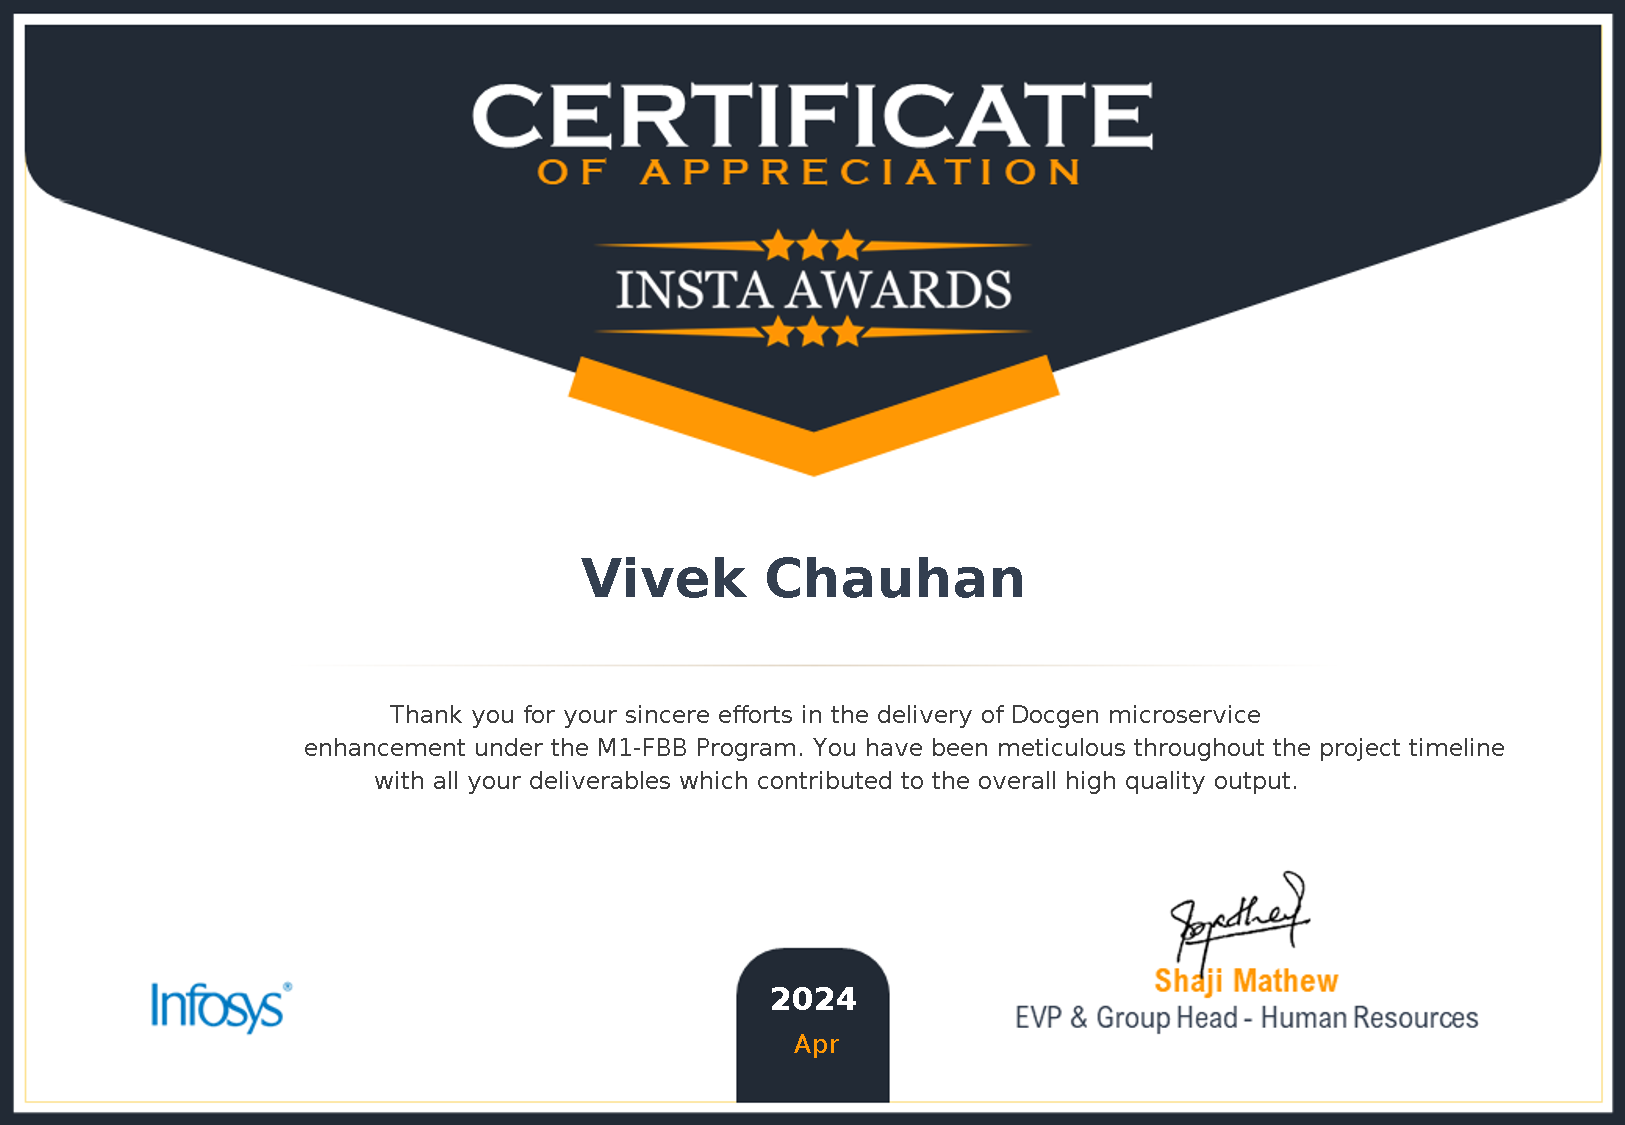 CERTIFICATE
OF APPRECIATION
INSTA AWARDS
Vivek Chauhan
Thank you for your sincere efforts in the delivery of Docgen microservice
enhancement under the M1-FBB Program. You have been meticulous throughout the project timeline
with all your deliverables which contributed to the overall high quality output.
Infosys®
2024
Apr
Shaji Mathew
EVP & Group Head - Human Resources